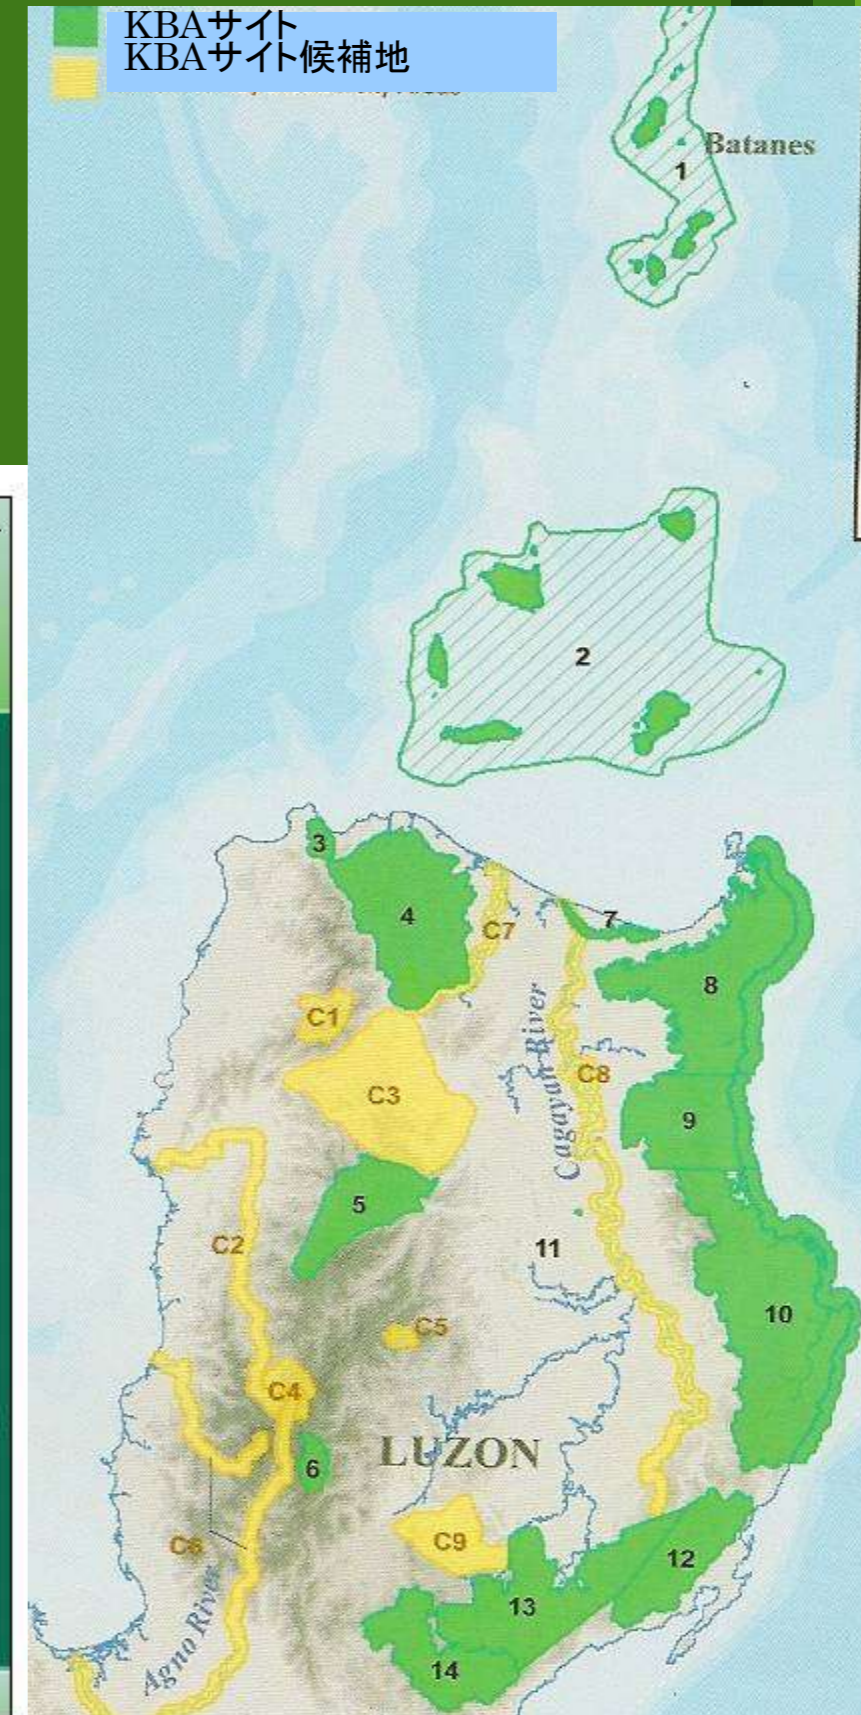 KBAサイト
KBAサイト候補地
Batanes
1
2
3
4
C7
7
8
C1
Cagayan River
C8
C3
9
5
C2
11
10
C5
C4
LUZON
6
C9
C6
12
13
Agno River
14